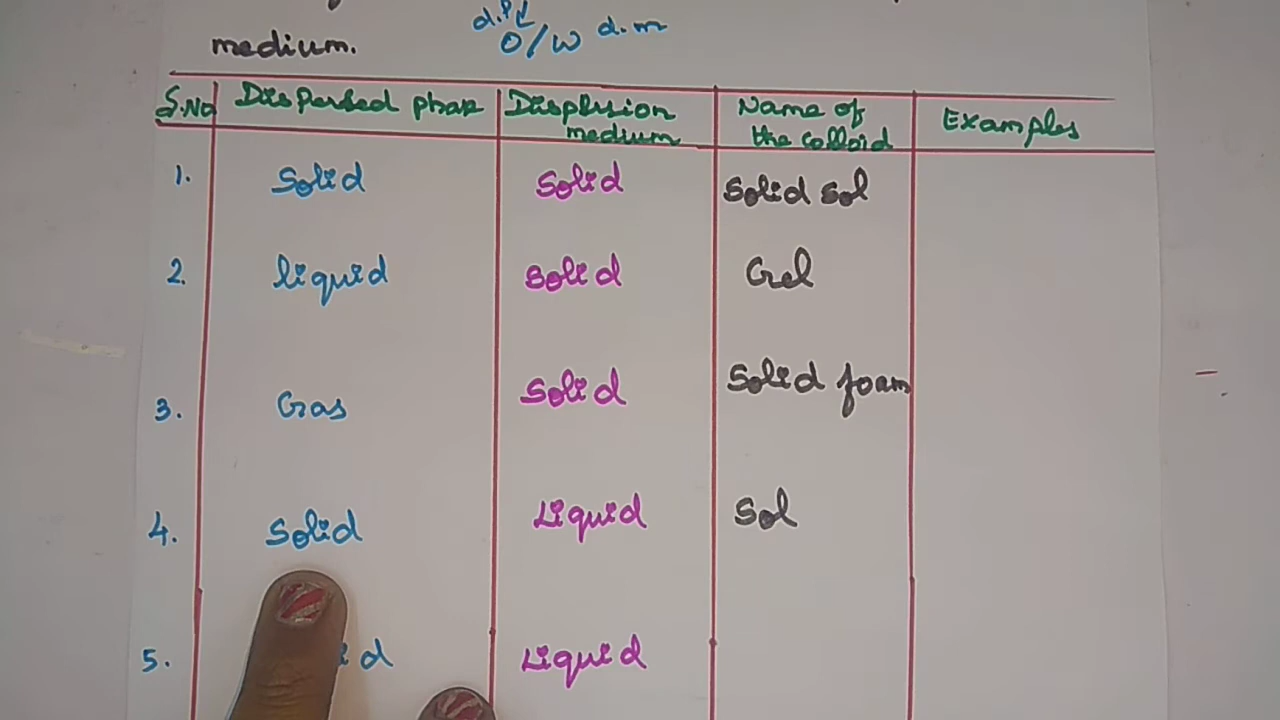 d.p
medium. O/W d.m
S.No Dispersed phase Dispersion medium Name of the colloid Examples
1. Solid Solid Solid sol
2. liquid Solid Gel
3. Gas Solid Solid foam
4. Solid Liquid Sol
5. Liquid